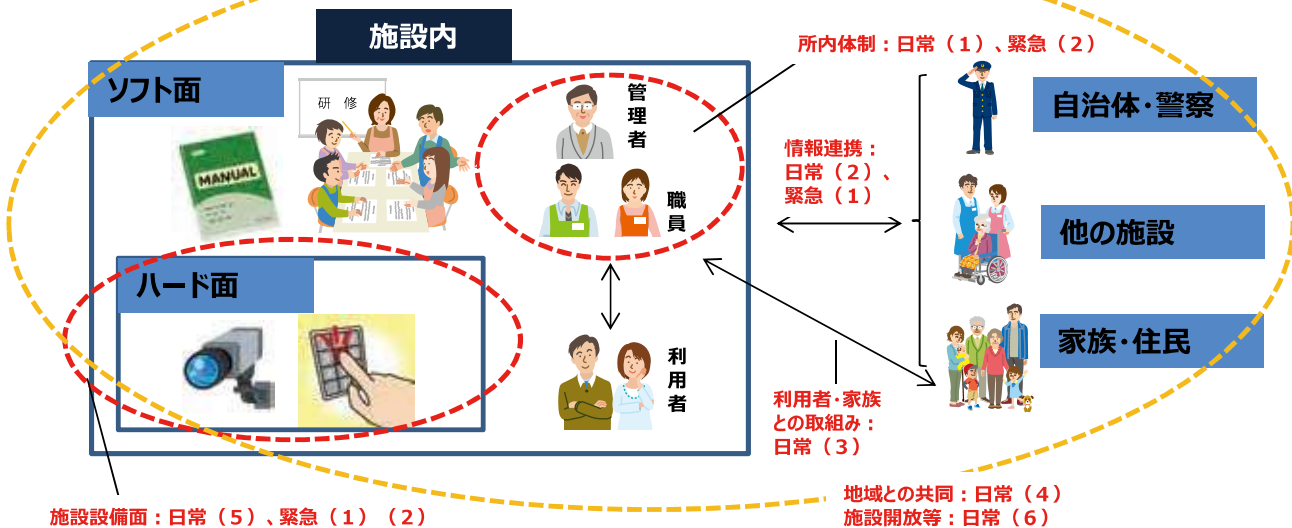 施設内
所内体制：日常（１）、緊急（２）
ソフト面
研 修
MANUAL
管理者
職員
自治体・警察
情報連携：
日常（２）、
緊急（１）
他の施設
ハード面
利用者
家族・住民
利用者・家族
との取組み：
日常（３）
地域との共同：日常（４）
施設開放等：日常（６）
施設設備面：日常（５）、緊急（１）（２）